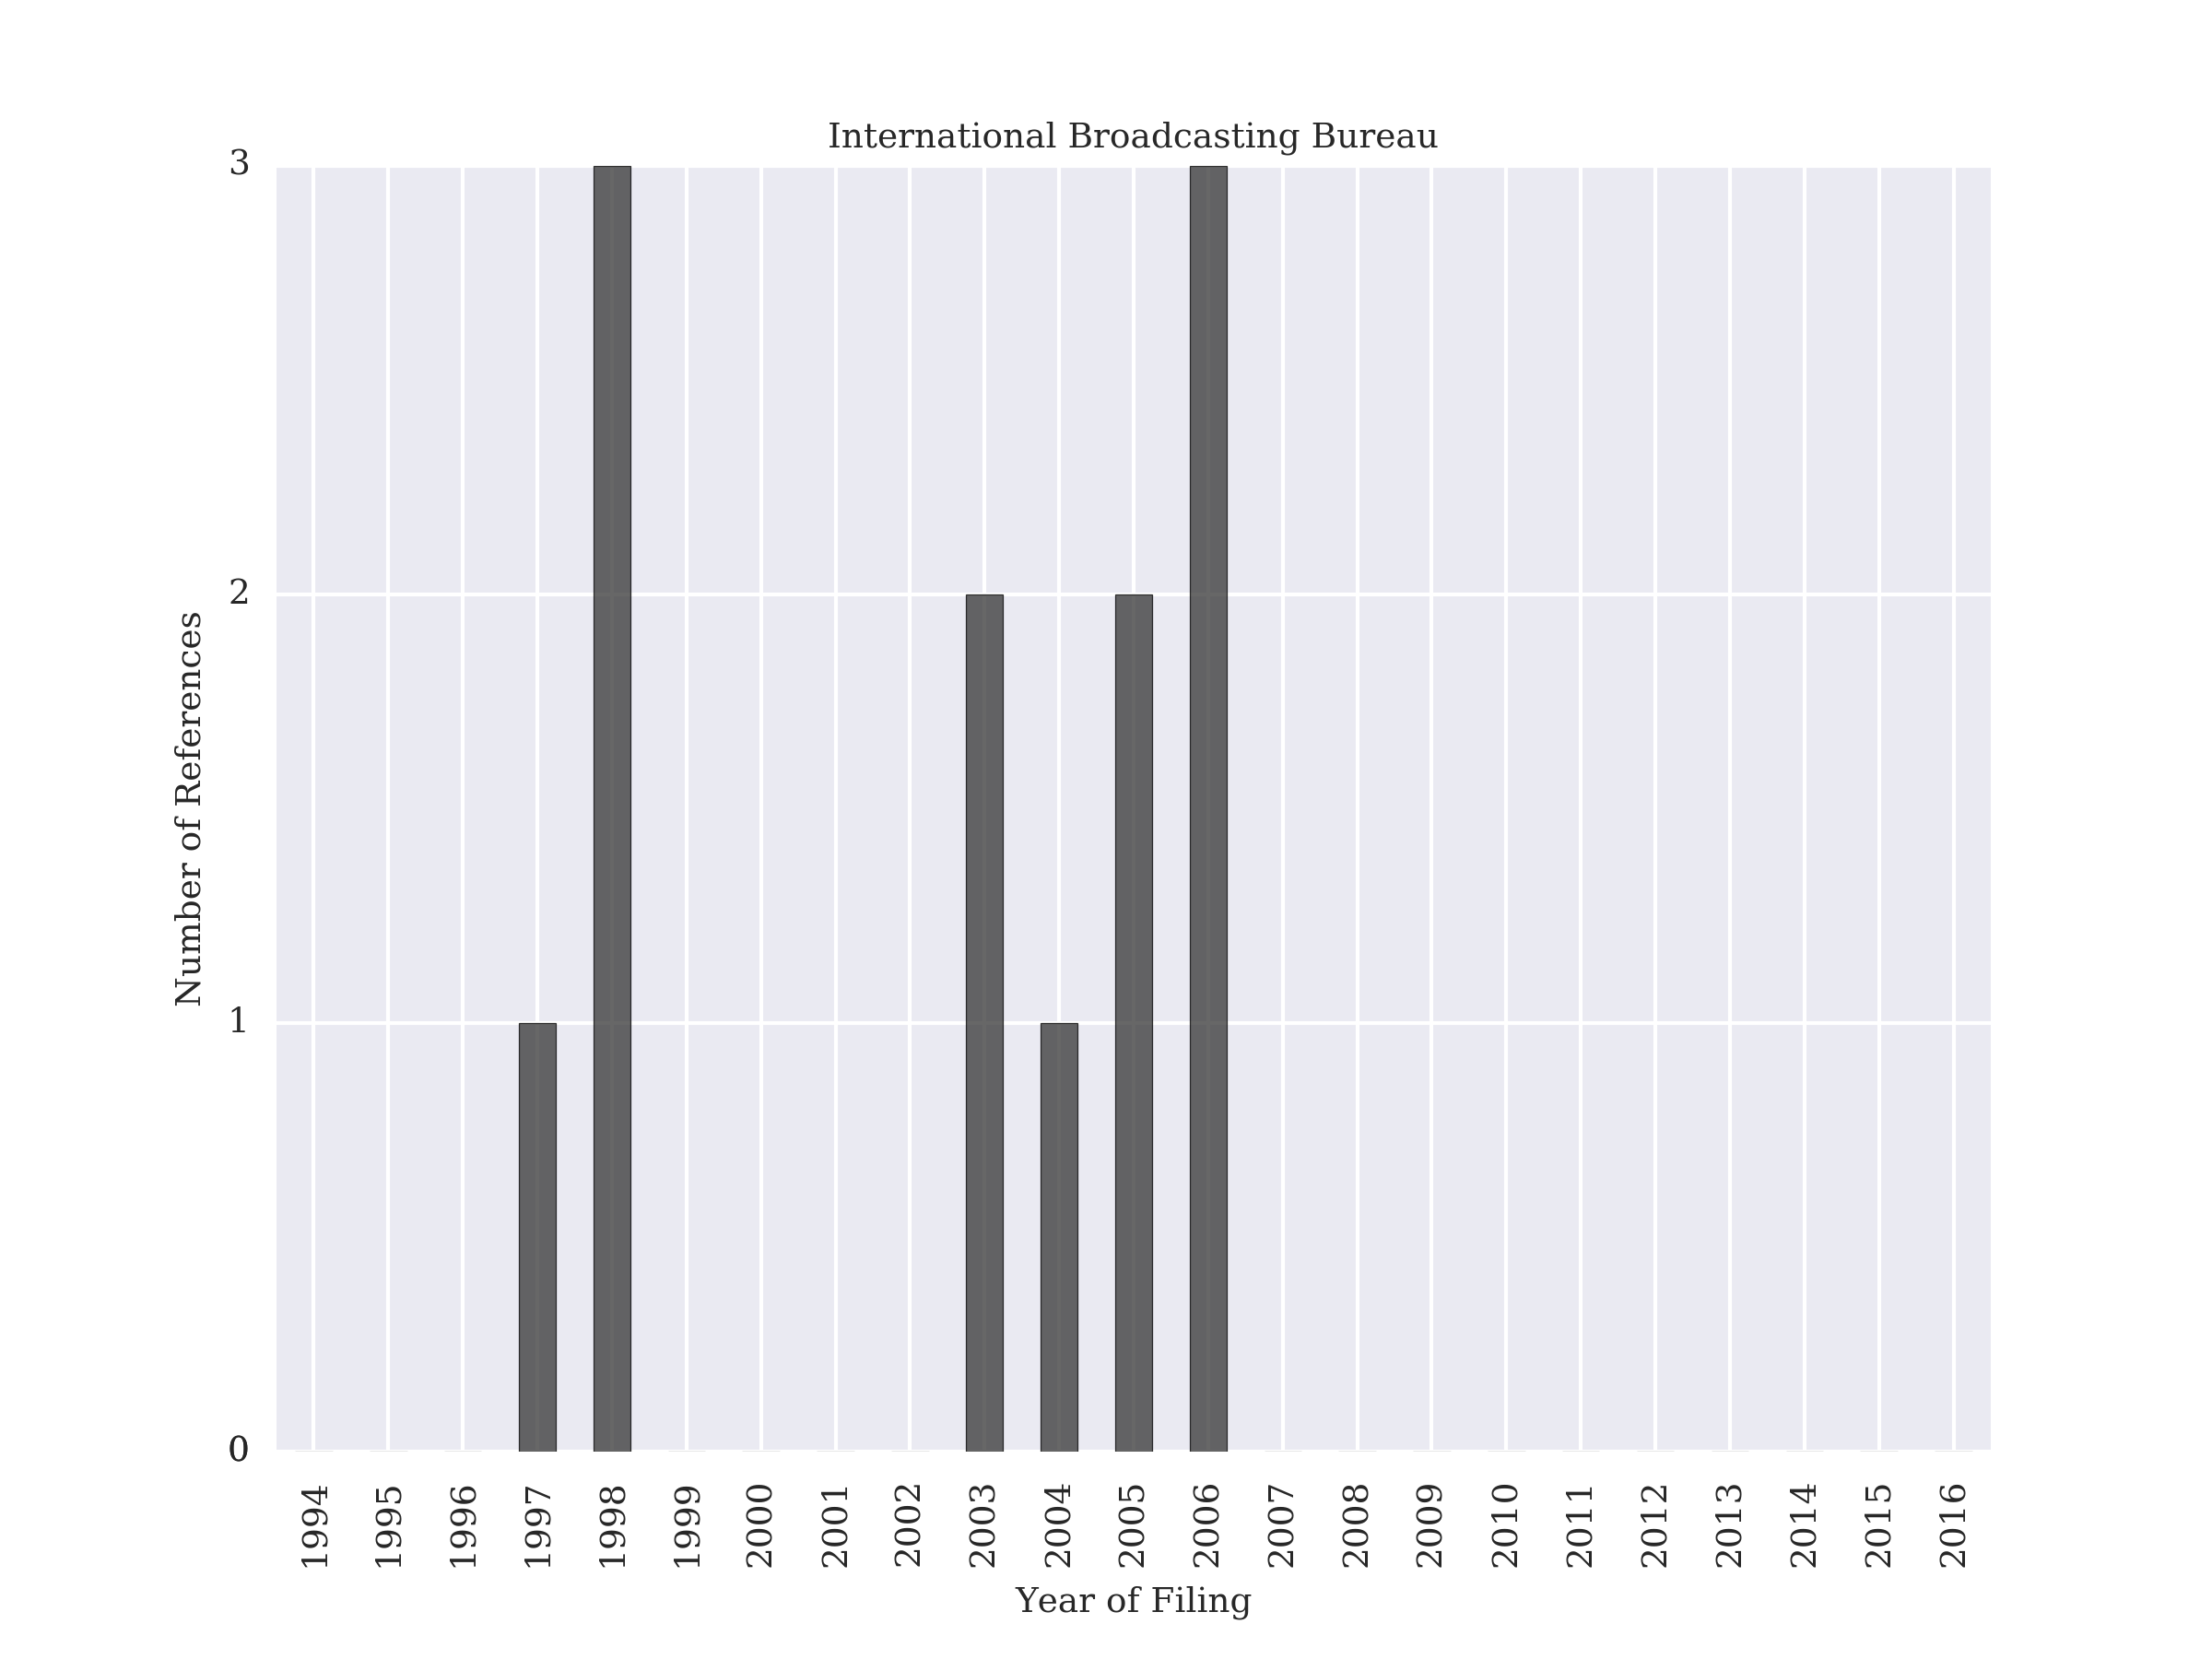 International Broadcasting Bureau
3
2
1
0
Number of References
1994 1995 1996 1997 1998 1999 2000 2001 2002 2003 2004 2005 2006 2007 2008 2009 2010 2011 2012 2013 2014 2015 2016
Year of Filing